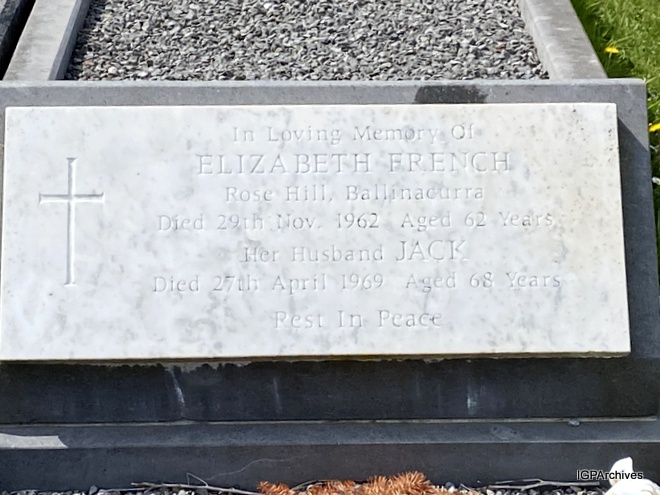 In Loving Memory Of
ELIZABETH FRENCH
Rose Hill, Ballinacurra
Died 29th Nov. 1962 Aged 62 Years
Her Husband JACK
Died 27th April 1969 Aged 68 Years
Rest In Peace
IGPArchives